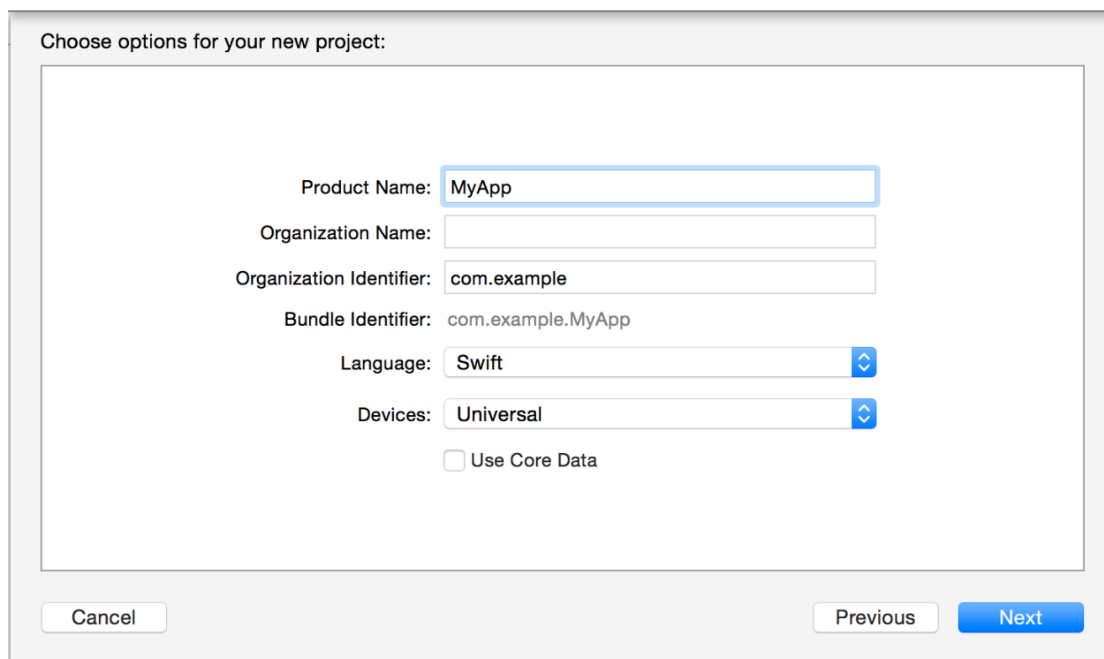 Choose options for your new project:
Product Name: MyApp
Organization Name:
Organization Identifier: com.example
Bundle Identifier: com.example.MyApp
Language: Swift
Devices: Universal
Use Core Data
Cancel Previous Next